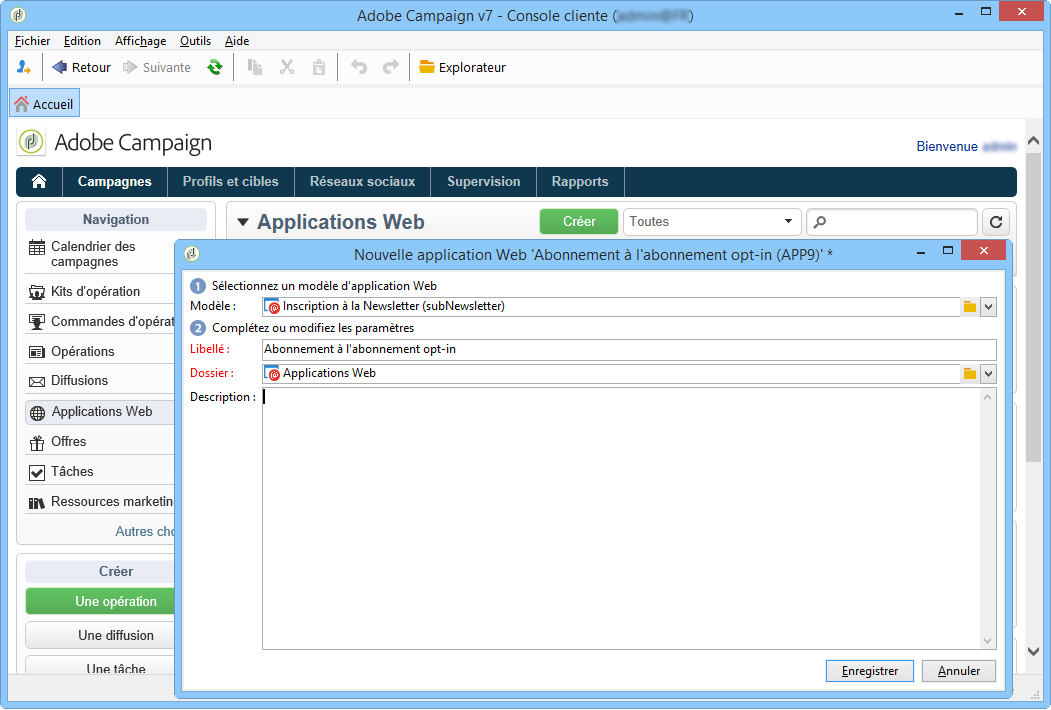 Adobe Campaign v7 - Console cliente (
Fichier Edition Affichage Outils Aide
Retour Suivante Explorateur
Accueil
Adobe Campaign
Bienvenue
Campagnes Profils et cibles Réseaux sociaux Supervision Rapports
Navigation
Calendrier des
campagnes
Kits d'opération
Commandes d'opérat
Opérations
Diffusions
Applications Web
Offres
Tâches
Ressources marketin
Autres cho
Créer
Une opération
Une diffusion
Une tâche
Applications Web Créer Toutes
Nouvelle application Web 'Abonnement à l'abonnement opt-in (APP9)' *
1 Sélectionnez un modèle d'application Web
Modèle : Inscription à la Newsletter (subNewsletter)
2 Complétez ou modifiez les paramètres
Libellé : Abonnement à l'abonnement opt-in
Dossier : Applications Web
Description :
Enregistrer Annuler